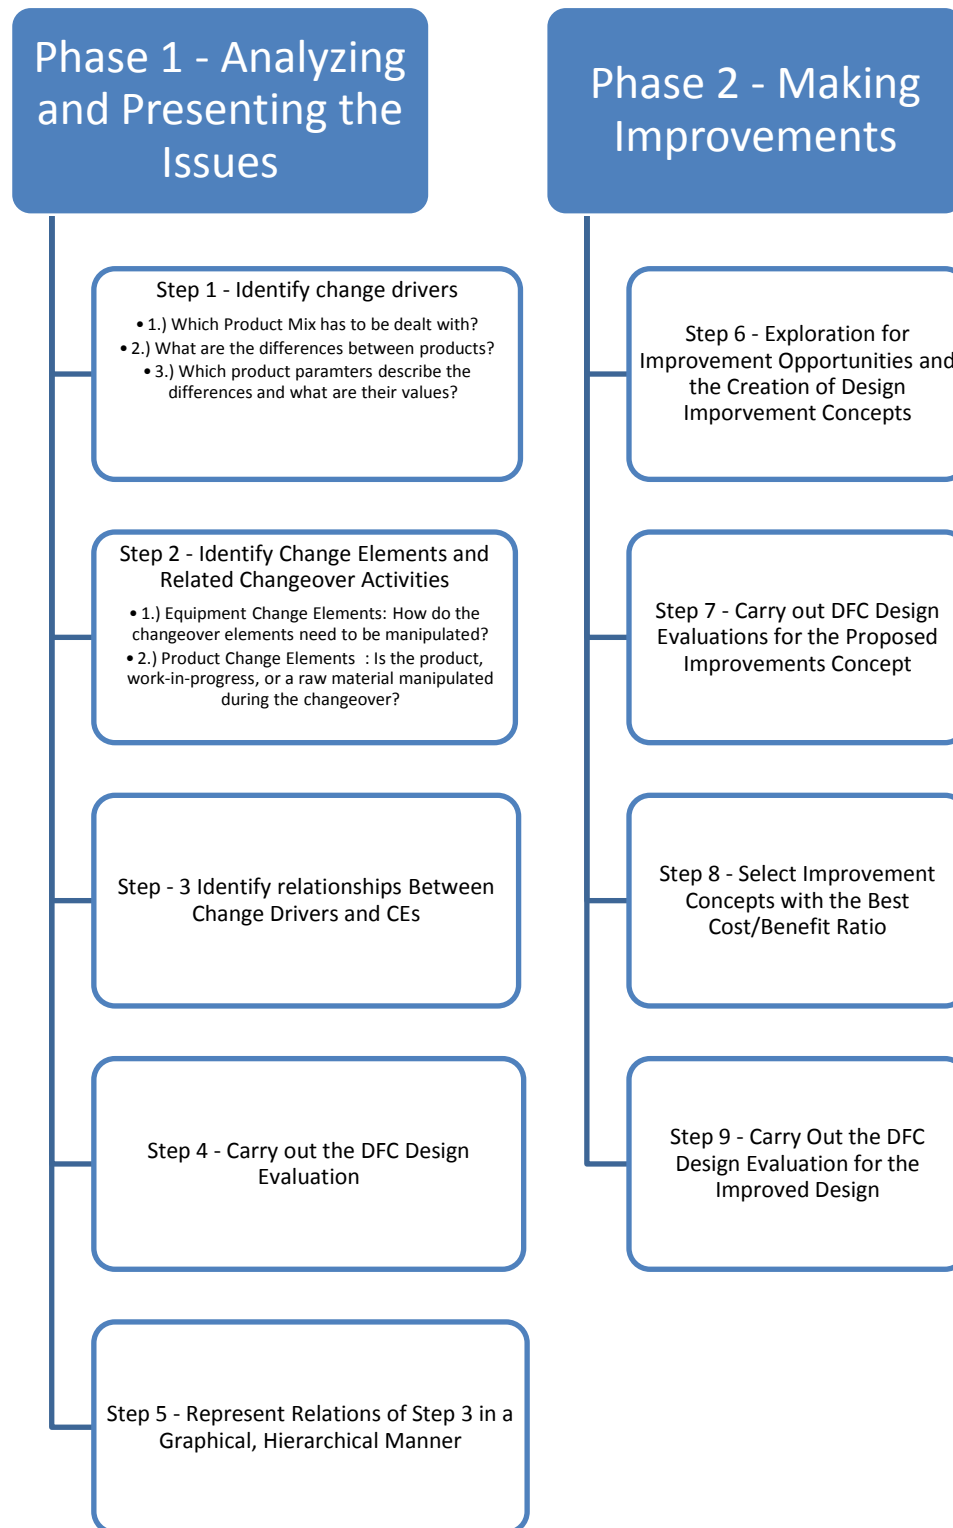 Phase 1 - Analyzing
and Presenting the
Issues
Step 1 - Identify change drivers
• 1.) Which Product Mix has to be dealt with?
• 2.) What are the differences between products?
• 3.) Which product paramters describe the
differences and what are their values?
Step 2 - Identify Change Elements and
Related Changeover Activities
• 1.) Equipment Change Elements: How do the
changeover elements need to be manipulated?
• 2.) Product Change Elements : Is the product,
work-in-progress, or a raw material manipulated
during the changeover?
Step - 3 Identify relationships Between
Change Drivers and CEs
Step 4 - Carry out the DFC Design
Evaluation
Step 5 - Represent Relations of Step 3 in a
Graphical, Hierarchical Manner
Phase 2 - Making
Improvements
Step 6 - Exploration for
Improvement Opportunities and
the Creation of Design
Imporvement Concepts
Step 7 - Carry out DFC Design
Evaluations for the Proposed
Improvements Concept
Step 8 - Select Improvement
Concepts with the Best
Cost/Benefit Ratio
Step 9 - Carry Out the DFC
Design Evaluation for the
Improved Design